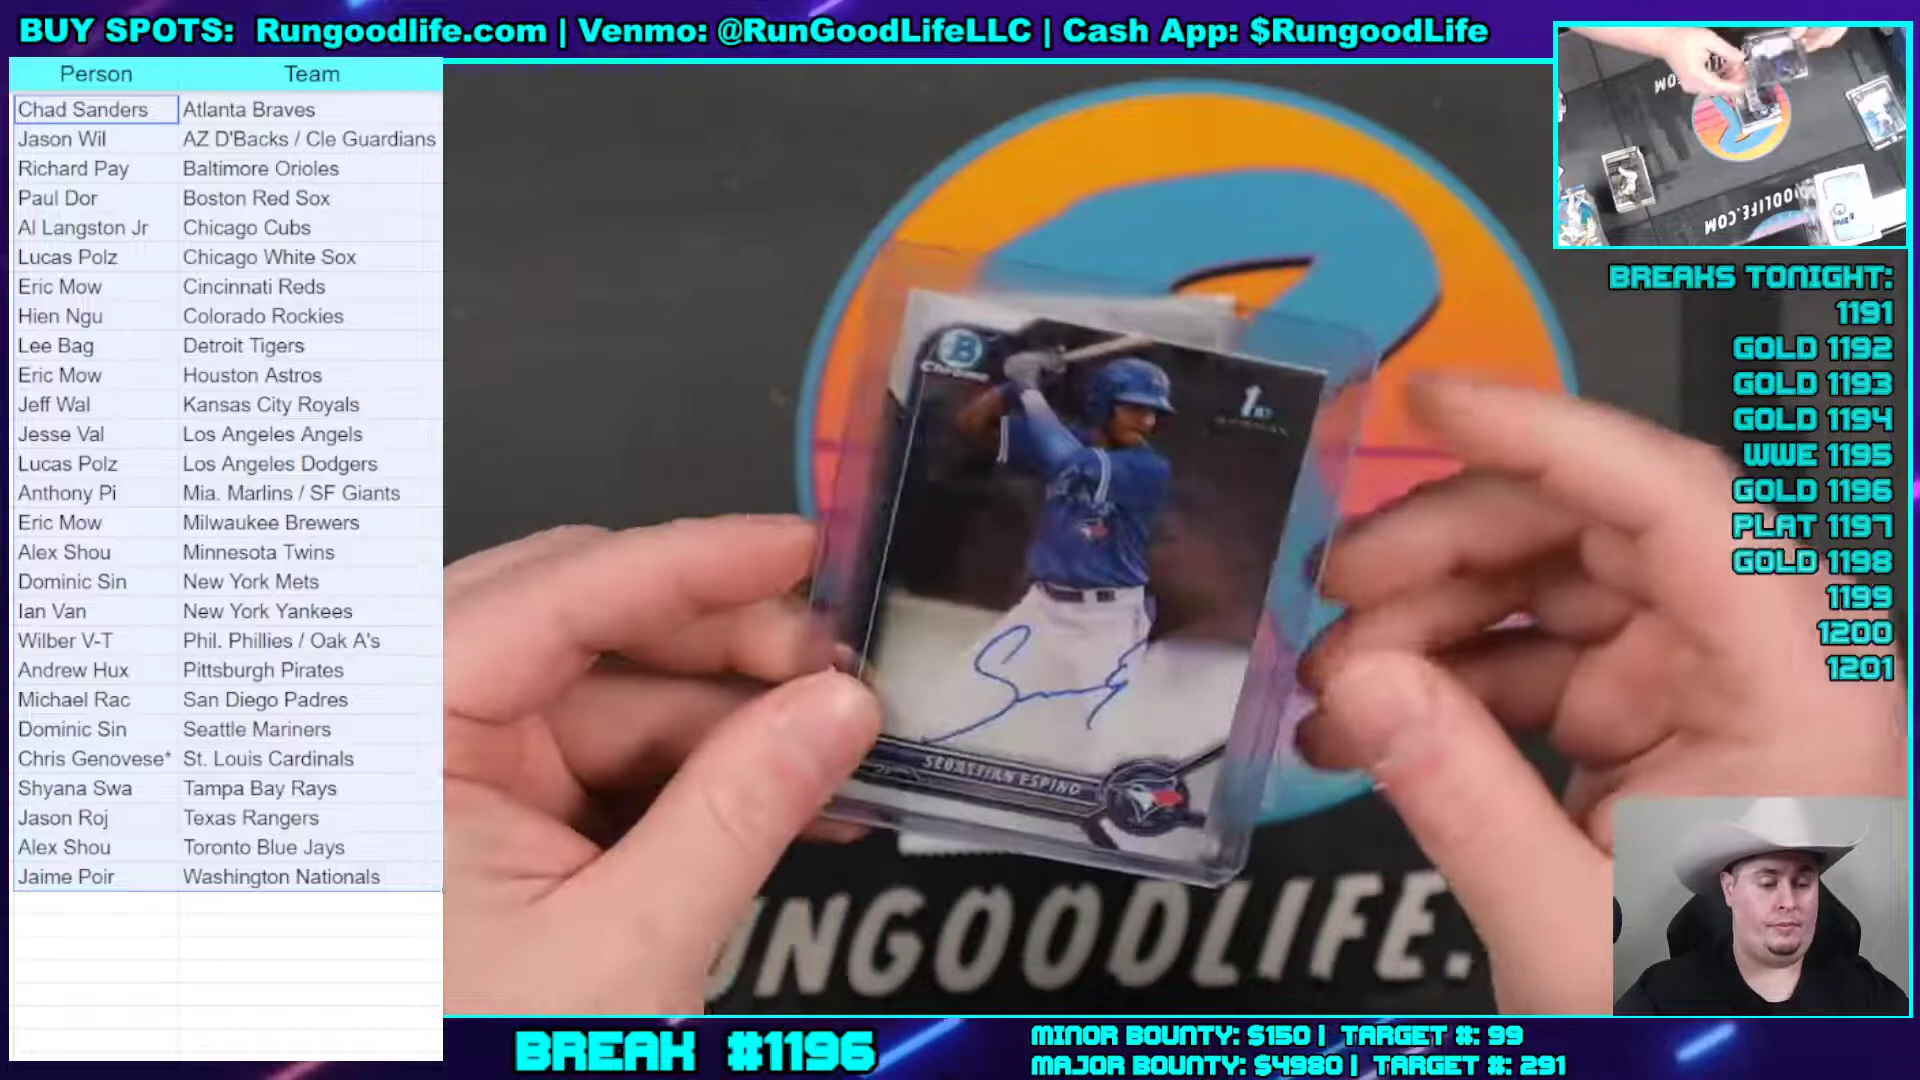 BUY SPOTS: Rungoodlife.com | Venmo: @RunGoodLifeLLC | Cash App: $RungoodLife
Person Team
Chad Sanders Atlanta Braves
Jason Wil AZ D'Backs / Cle Guardians
Richard Pay Baltimore Orioles
Paul Dor Boston Red Sox
Al Langston Jr Chicago Cubs
Lucas Polz Chicago White Sox
Eric Mow Cincinnati Reds
Hien Ngu Colorado Rockies
Lee Bag Detroit Tigers
Eric Mow Houston Astros
Jeff Wal Kansas City Royals
Jesse Val Los Angeles Angels
Lucas Polz Los Angeles Dodgers
Anthony Pi Mia. Marlins / SF Giants
Eric Mow Milwaukee Brewers
Alex Shou Minnesota Twins
Dominic Sin New York Mets
Ian Van New York Yankees
Wilber V-T Phil. Phillies / Oak A's
Andrew Hux Pittsburgh Pirates
Michael Rac San Diego Padres
Dominic Sin Seattle Mariners
Chris Genovese* St. Louis Cardinals
Shyana Swa Tampa Bay Rays
Jason Roj Texas Rangers
Alex Shou Toronto Blue Jays
Jaime Poir Washington Nationals
B
Chrome
1st
SEBASTIAN ESPINO
UNGOODLIFE.
OODLIFE.COM
BREAKS TONIGHT:
1191
GOLD 1192
GOLD 1193
GOLD 1194
WWE 1195
GOLD 1196
PLAT 1197
GOLD 1198
1199
1200
1201
BREAK #1196
MINOR BOUNTY: $150 | TARGET #: 99
MAJOR BOUNTY: $4980 | TARGET #: 291